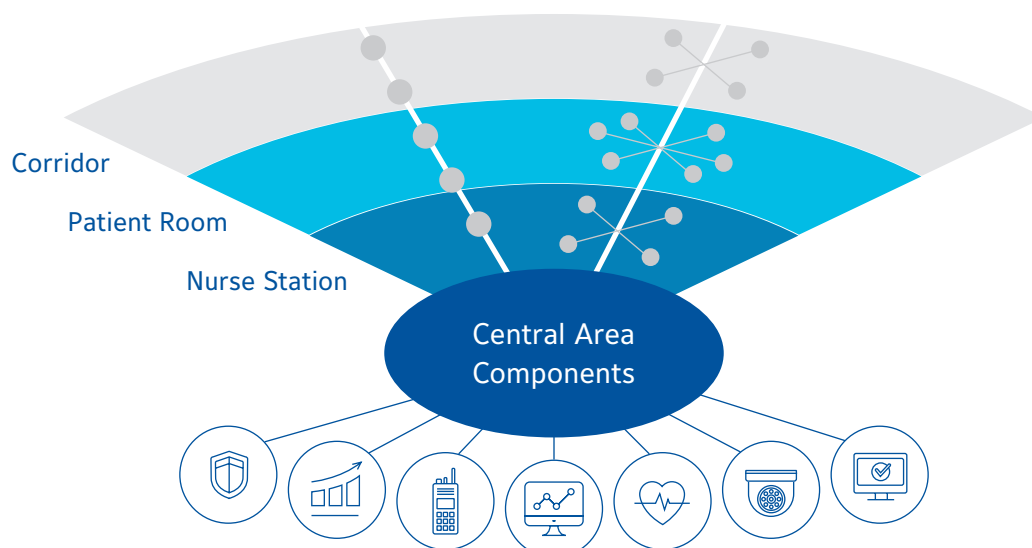 Corridor
Patient Room
Nurse Station
Central Area
Components